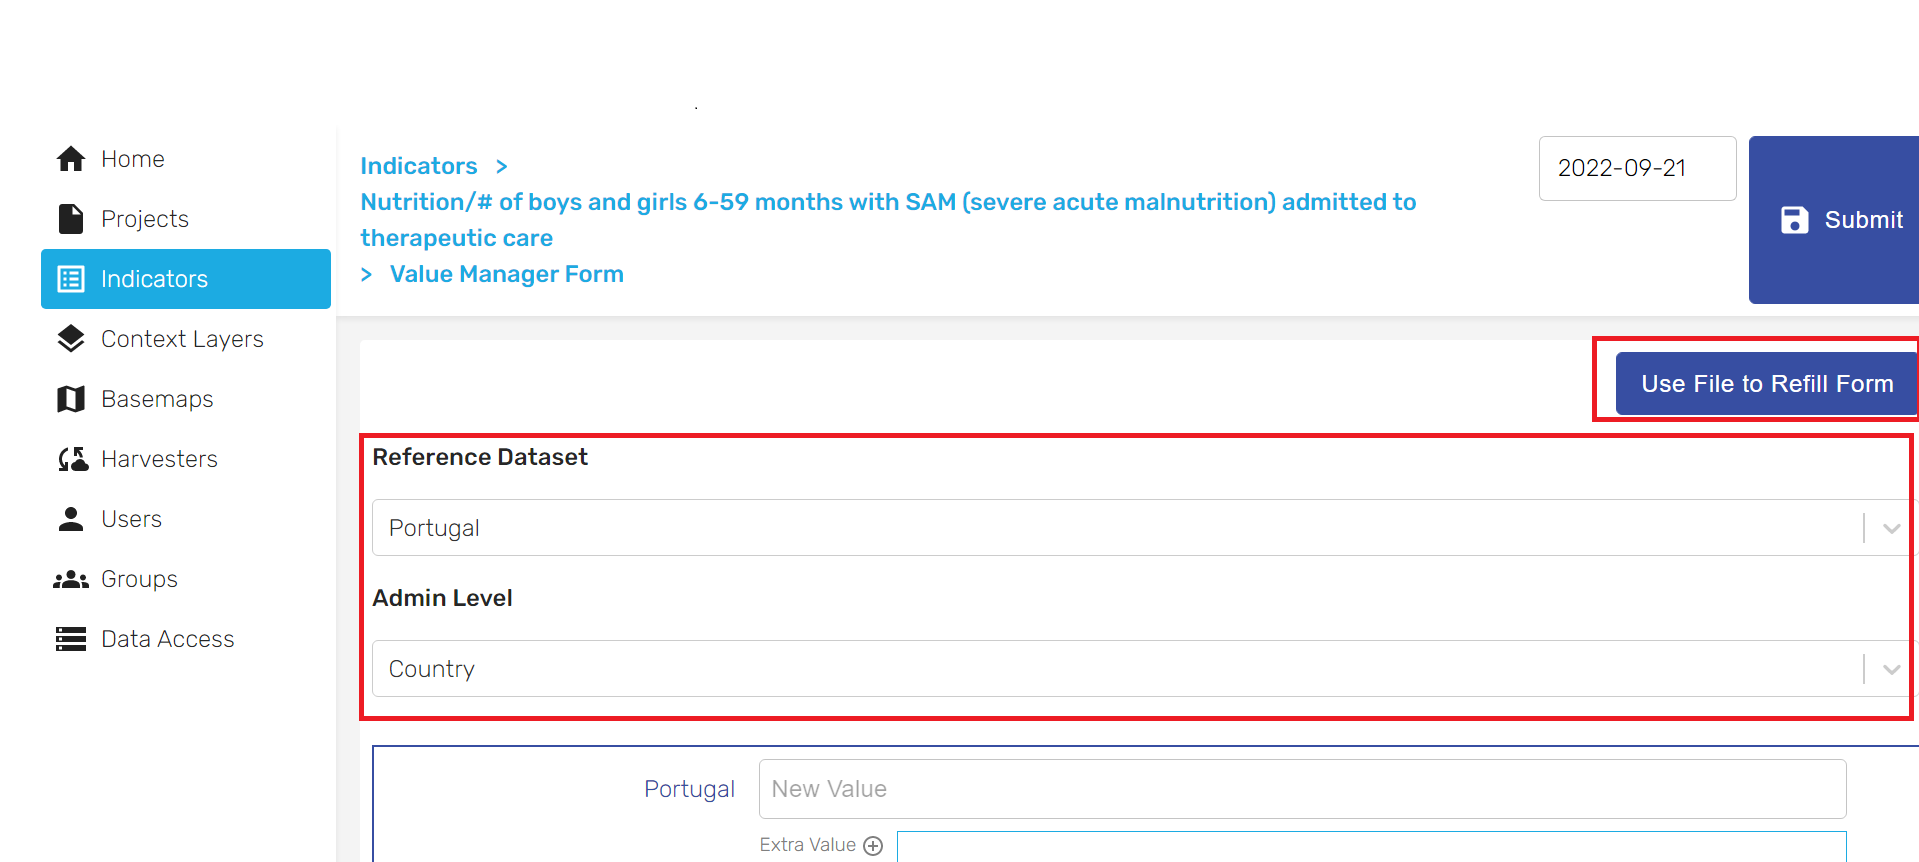 Home
Projects
Indicators
Context Layers
Basemaps
Harvesters
Users
Groups
Data Access
Indicators >
Nutrition/# of boys and girls 6-59 months with SAM (severe acute malnutrition) admitted to
therapeutic care
> Value Manager Form
2022-09-21
Submit
Use File to Refill Form
Reference Dataset
Portugal
Admin Level
Country
Portugal
New Value
Extra Value